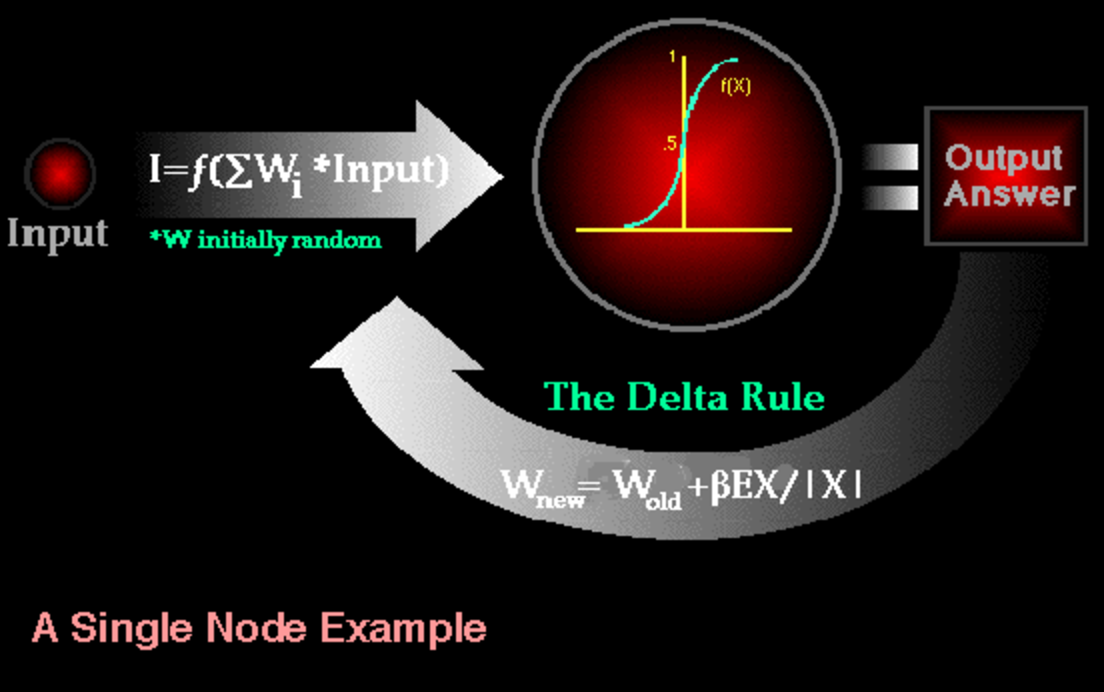 I=f(∑Wi *Input)
Input
*W initially random
1
f(X)
.5
Output
Answer
The Delta Rule
Wnew= Wold+βEX/|X|
A Single Node Example